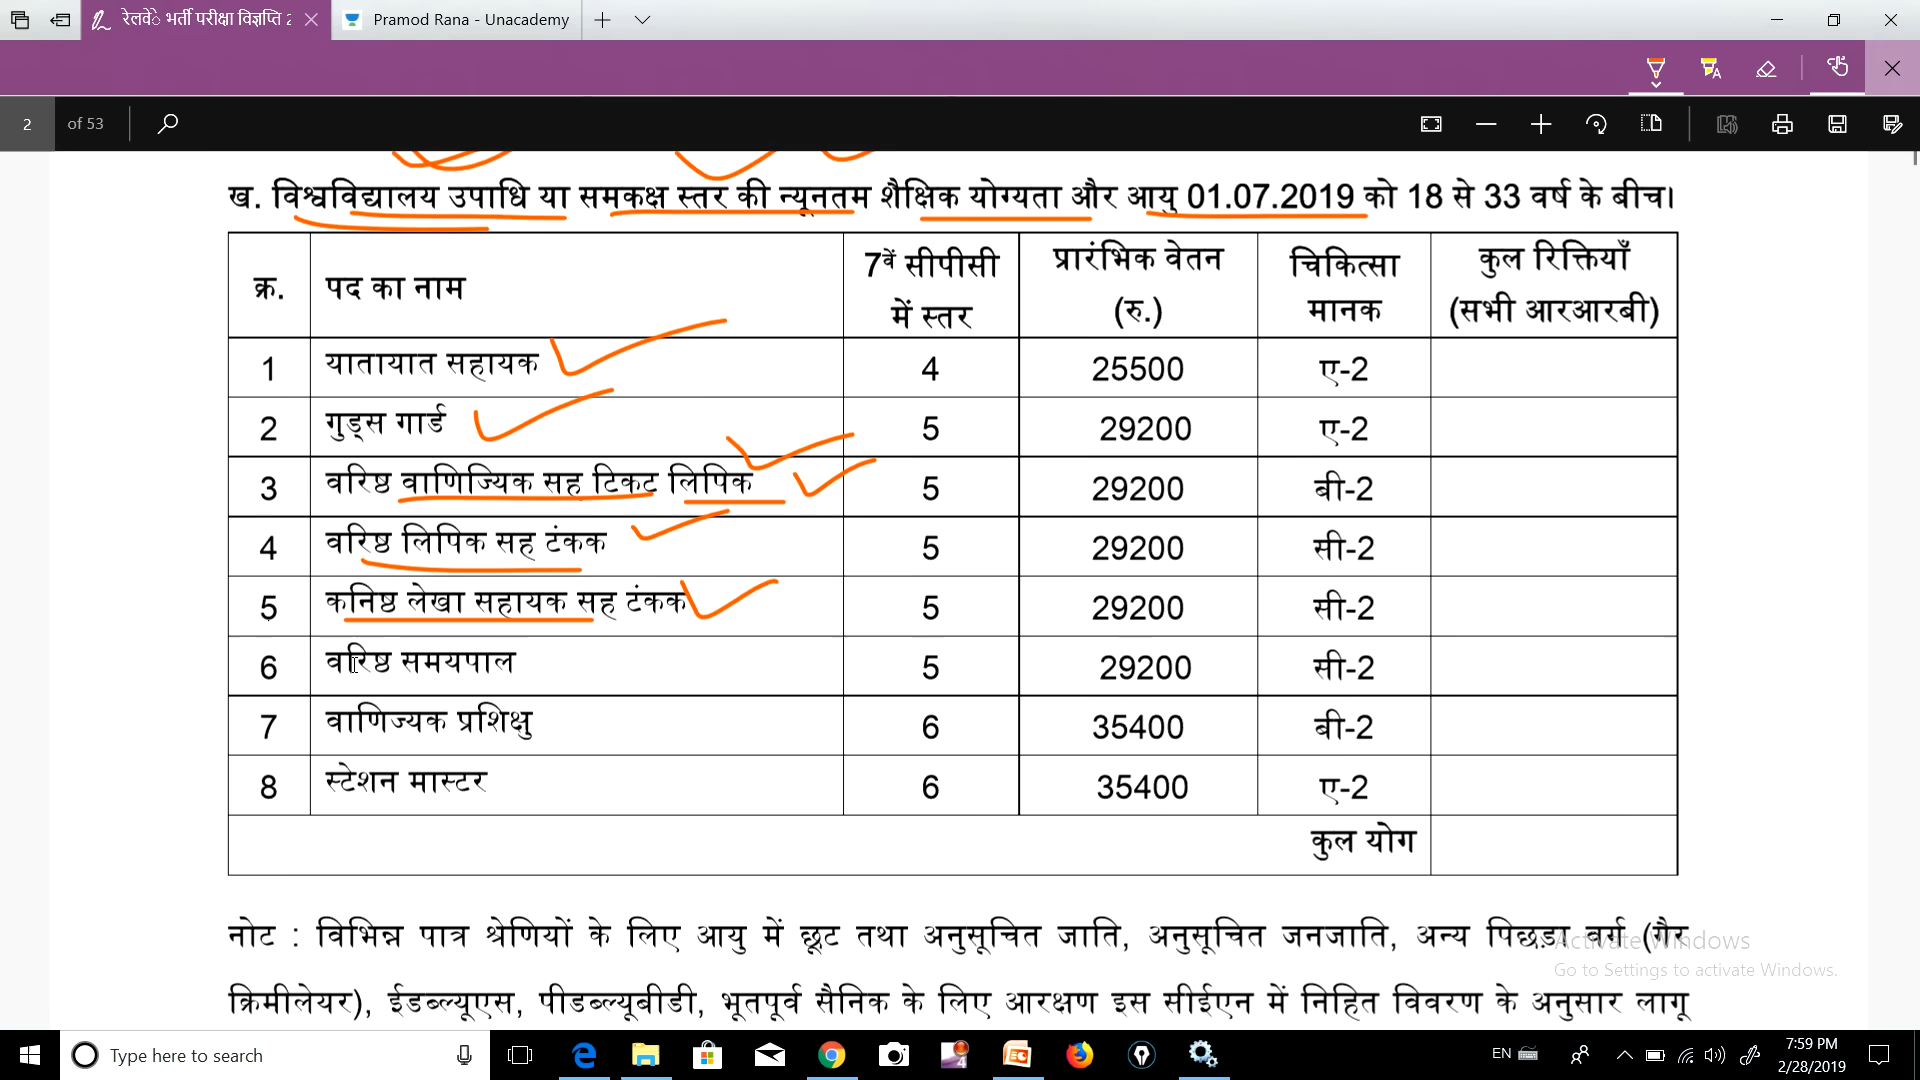 रेलवेे भर्ती परीक्षा विज्ञप्ति 2
Pramod Rana - Unacademy
2 of 53
ख. विश्वविद्यालय उपाधि या समकक्ष स्तर की न्यूनतम शैक्षिक योग्यता और आयु 01.07.2019 को 18 से 33 वर्ष के बीच।
क्र. पद का नाम 7वें सीपीसी में स्तर प्रारंभिक वेतन (रु.) चिकित्सा मानक कुल रिक्तियाँ (सभी आरआरबी)
1 यातायात सहायक 4 25500 ए-2
2 गुड्स गार्ड 5 29200 ए-2
3 वरिष्ठ वाणिज्यिक सह टिकट लिपिक 5 29200 बी-2
4 वरिष्ठ लिपिक सह टंकक 5 29200 सी-2
5 कनिष्ठ लेखा सहायक सह टंकक 5 29200 सी-2
6 वरिष्ठ समयपाल 5 29200 सी-2
7 वाणिज्यक प्रशिक्षु 6 35400 बी-2
8 स्टेशन मास्टर 6 35400 ए-2
कुल योग
नोट : विभिन्न पात्र श्रेणियों के लिए आयु में छूट तथा अनुसूचित जाति, अनुसूचित जनजाति, अन्य पिछड़ा वर्ग (गैर
क्रिमीलेयर), ईडब्ल्यूएस, पीडब्ल्यूबीडी, भूतपूर्व सैनिक के लिए आरक्षण इस सीईएन में निहित विवरण के अनुसार लागू
Activate Windows
Go to Settings to activate Windows.
Type here to search
EN
7:59 PM
2/28/2019